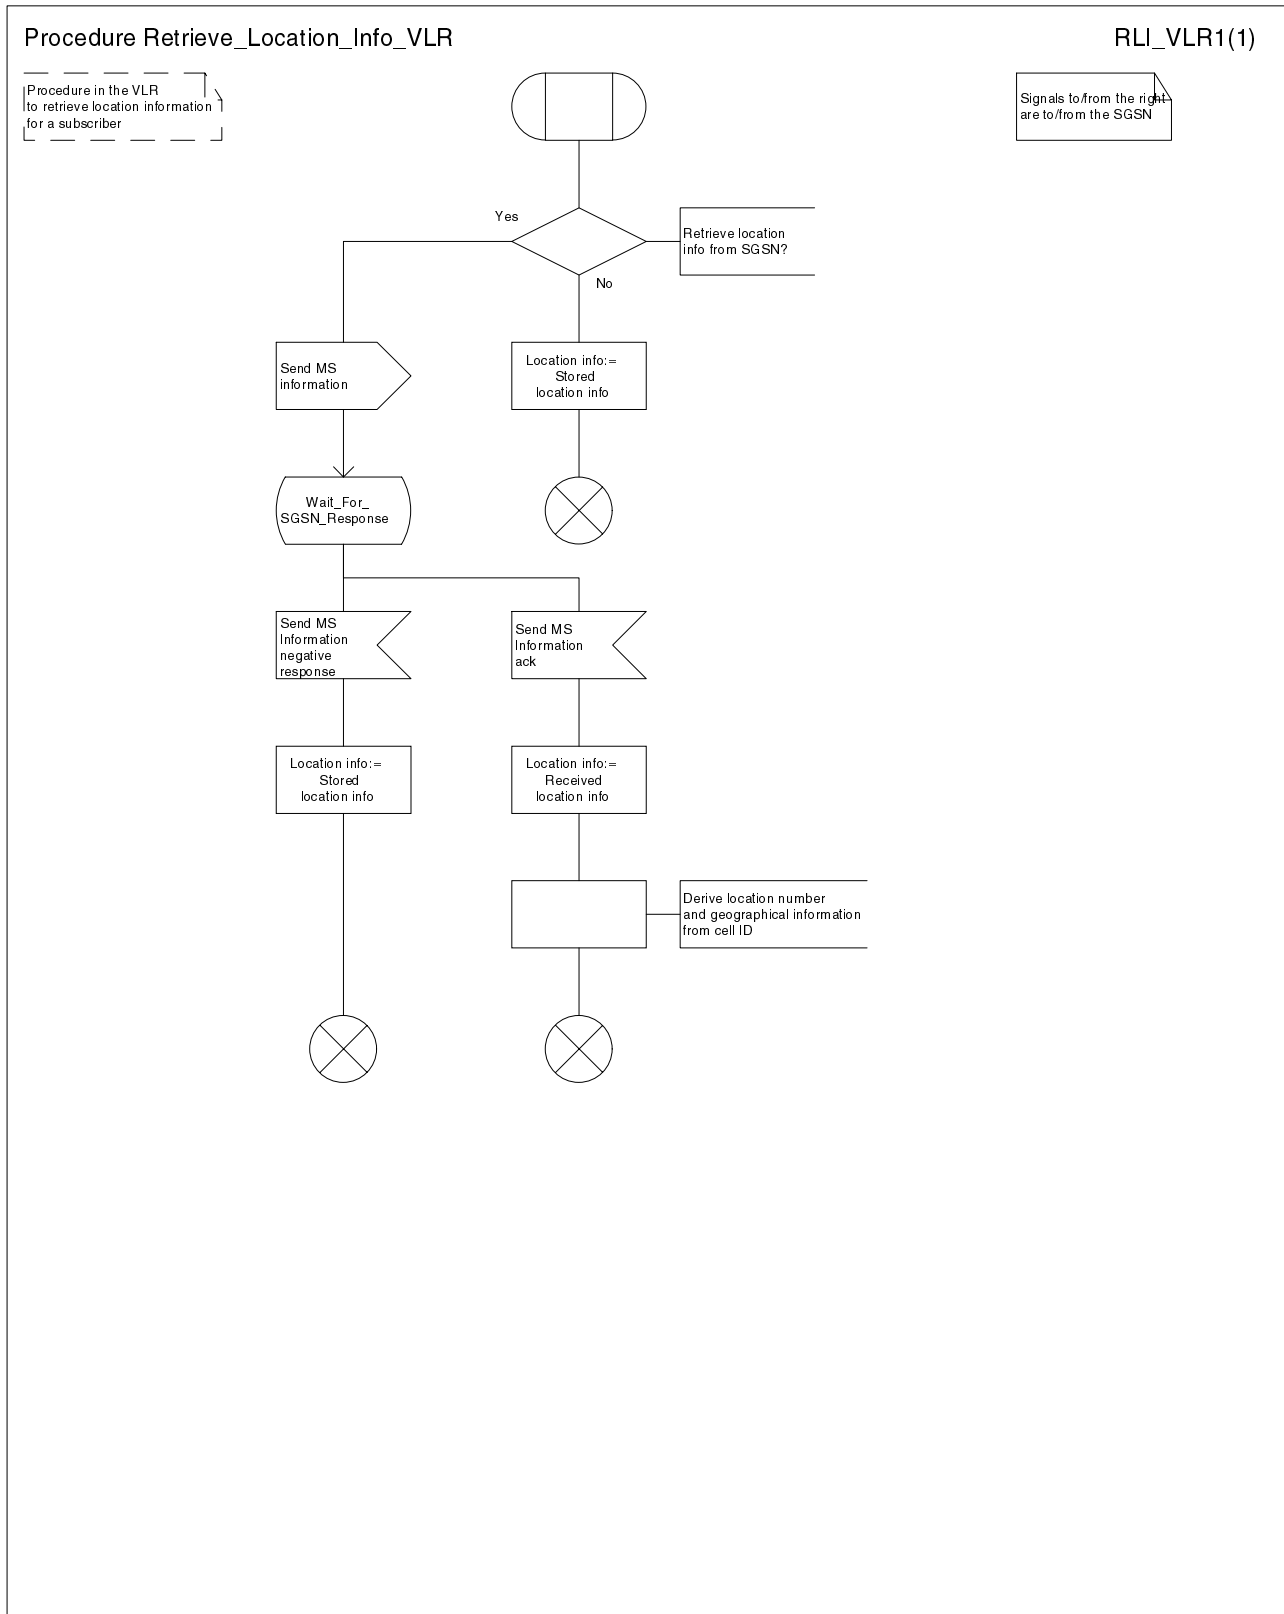 Procedure Retrieve_Location_Info_VLR
RLI_VLR1(1)
Procedure in the VLR
to retrieve location information
for a subscriber
Signals to/from the right
are to/from the SGSN
Yes
Retrieve location
info from SGSN?
No
Send MS
information
Location info:=
Stored
location info
Wait_For_
SGSN_Response
Send MS
Information
negative
response
Send MS
Information
ack
Location info:=
Stored
location info
Location info:=
Received
location info
Derive location number
and geographical information
from cell ID